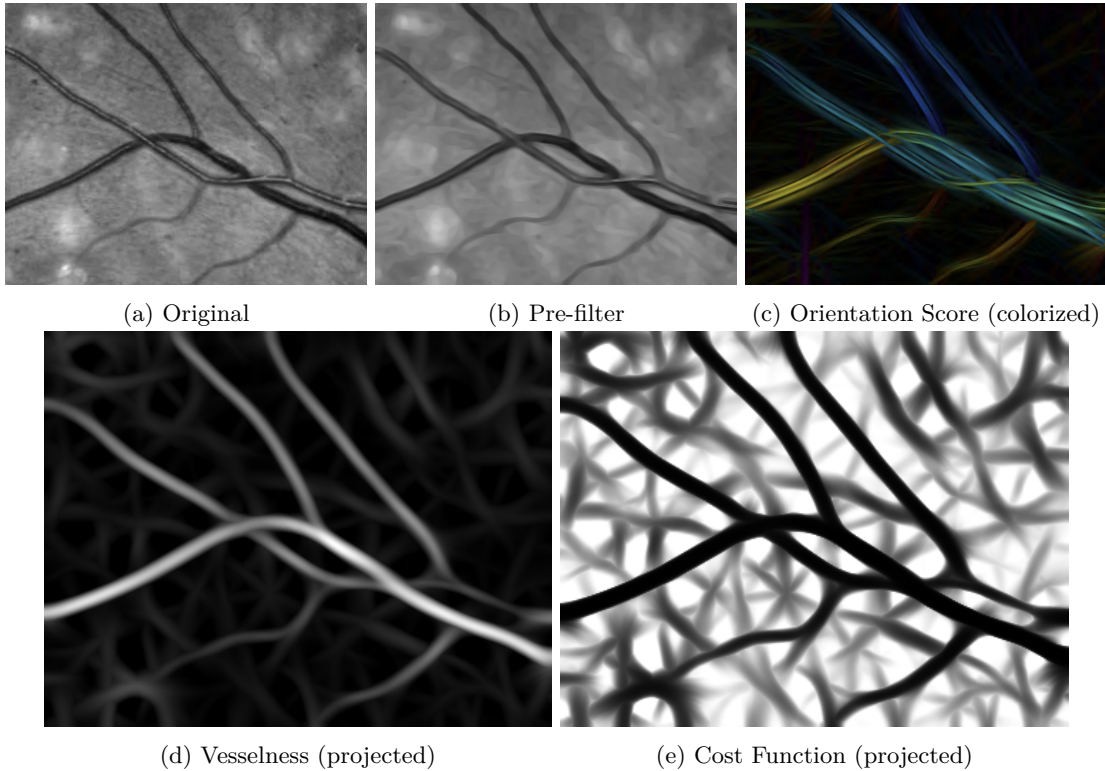 (a) Original
(b) Pre-filter
(c) Orientation Score (colorized)
(d) Vesselness (projected)
(e) Cost Function (projected)